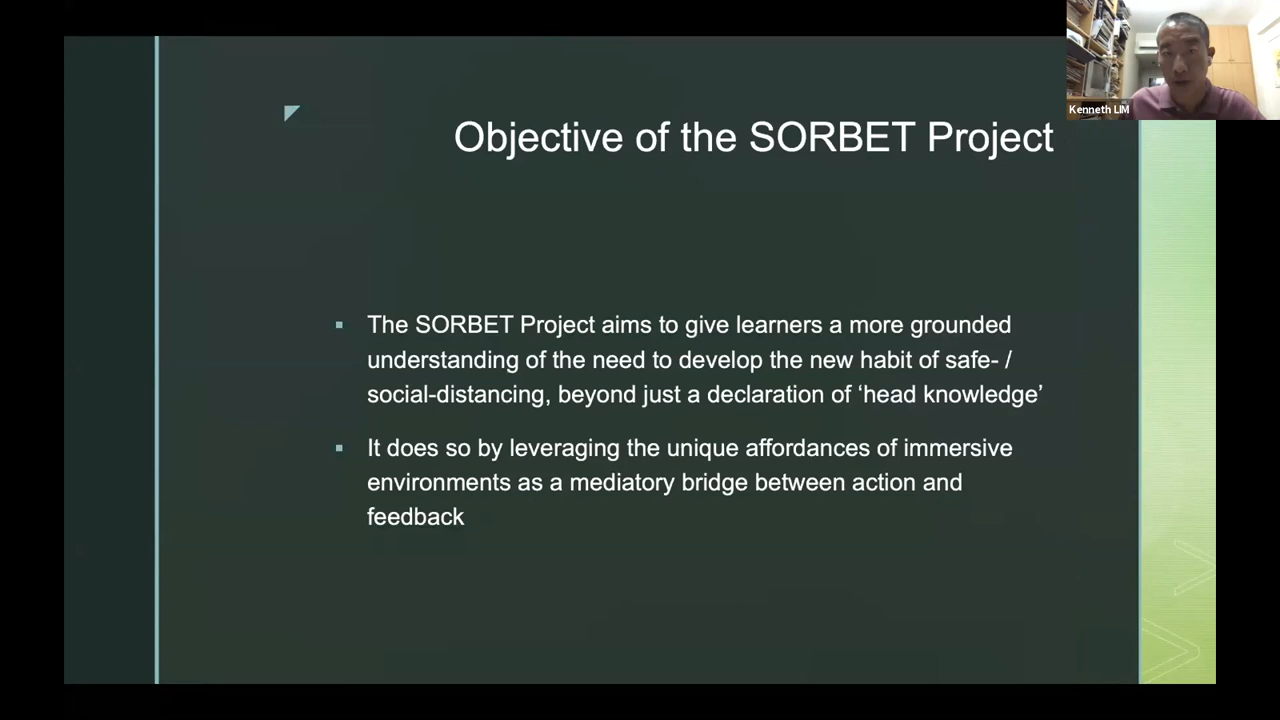 Kenneth LIM
Objective of the SORBET Project
▪ The SORBET Project aims to give learners a more grounded
understanding of the need to develop the new habit of safe- /
social-distancing, beyond just a declaration of ‘head knowledge’
▪ It does so by leveraging the unique affordances of immersive
environments as a mediatory bridge between action and
feedback